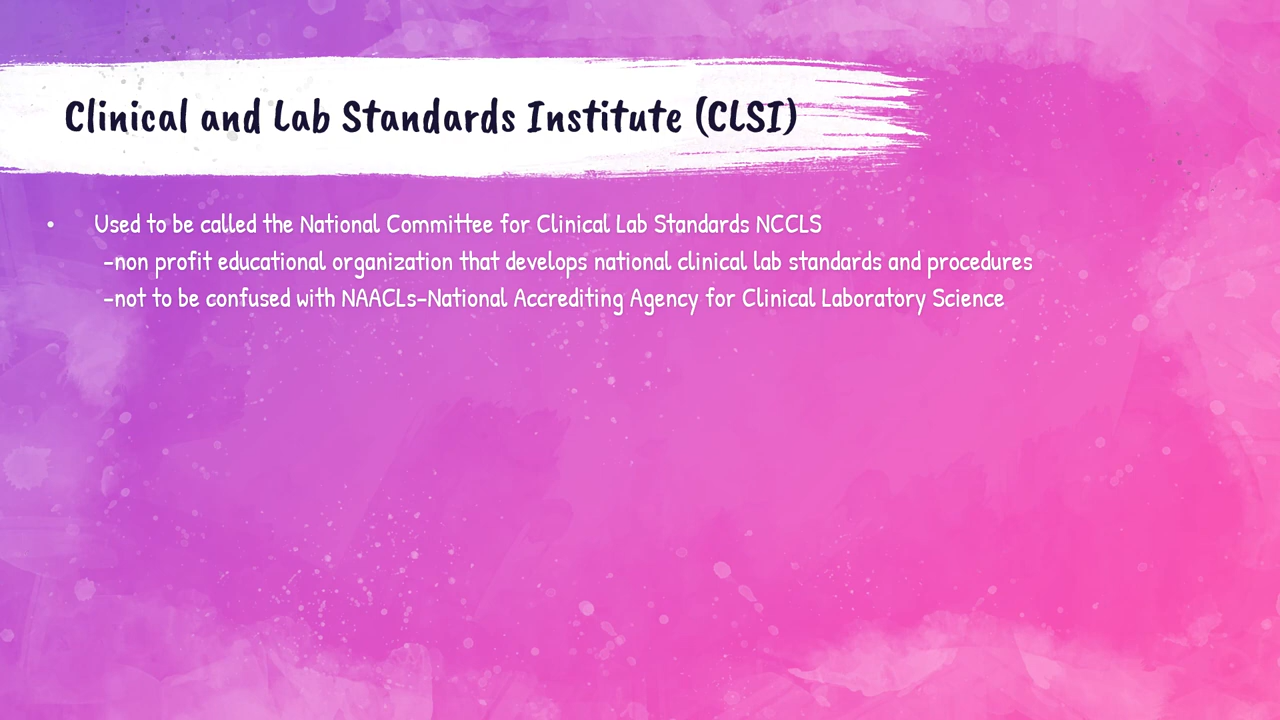 Clinical and Lab Standards Institute (CLSI)
• Used to be called the National Committee for Clinical Lab Standards NCCLS
-non profit educational organization that develops national clinical lab standards and procedures
-not to be confused with NAACLs-National Accrediting Agency for Clinical Laboratory Science